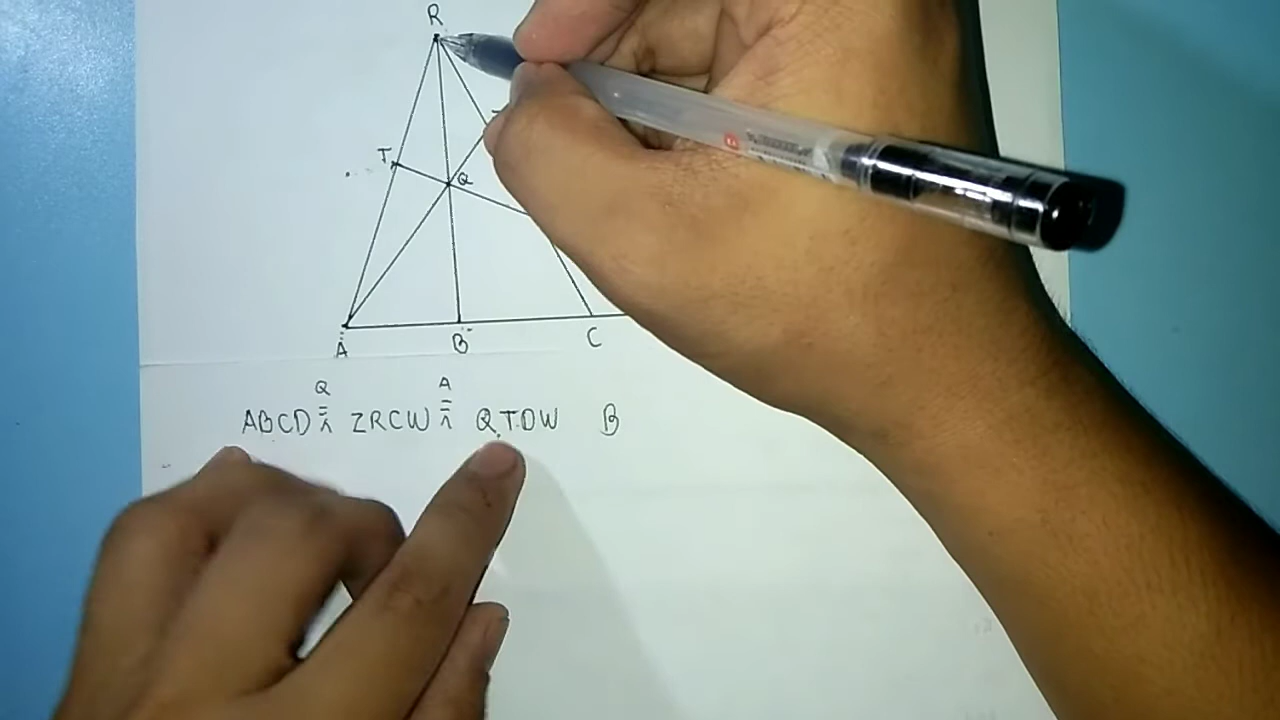 R
T
Q
A
B
C
Q A
ABCD ⩞ ZRCW ⩞ QTDW B